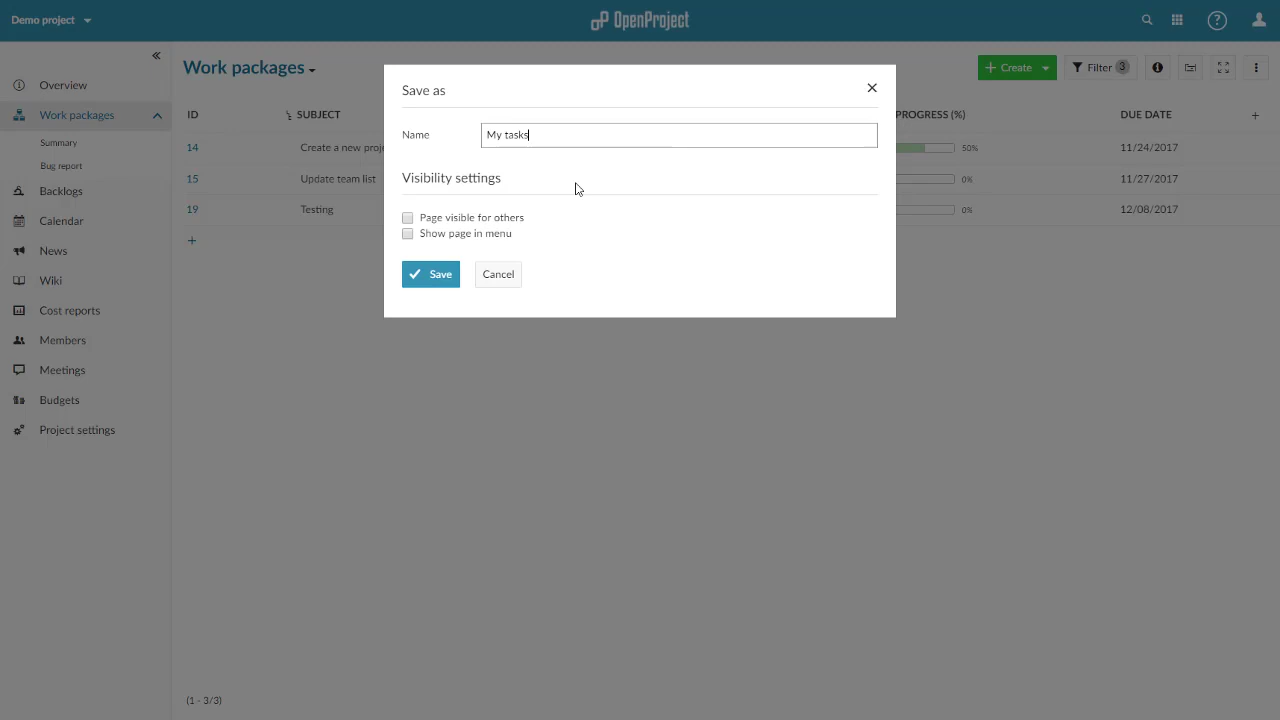 Demo project
OpenProject
?
Overview
Work packages
Summary
Bug report
Backlogs
Calendar
News
Wiki
Cost reports
Members
Meetings
Budgets
Project settings
Work packages
+ Create
Filter 3
ID SUBJECT PROGRESS (%) DUE DATE +
14 Create a new proje 50% 11/24/2017
15 Update team list 0% 11/27/2017
19 Testing 0% 12/08/2017
+
(1 - 3/3)
Save as
Name My tasks
Visibility settings
Page visible for others
Show page in menu
Save
Cancel